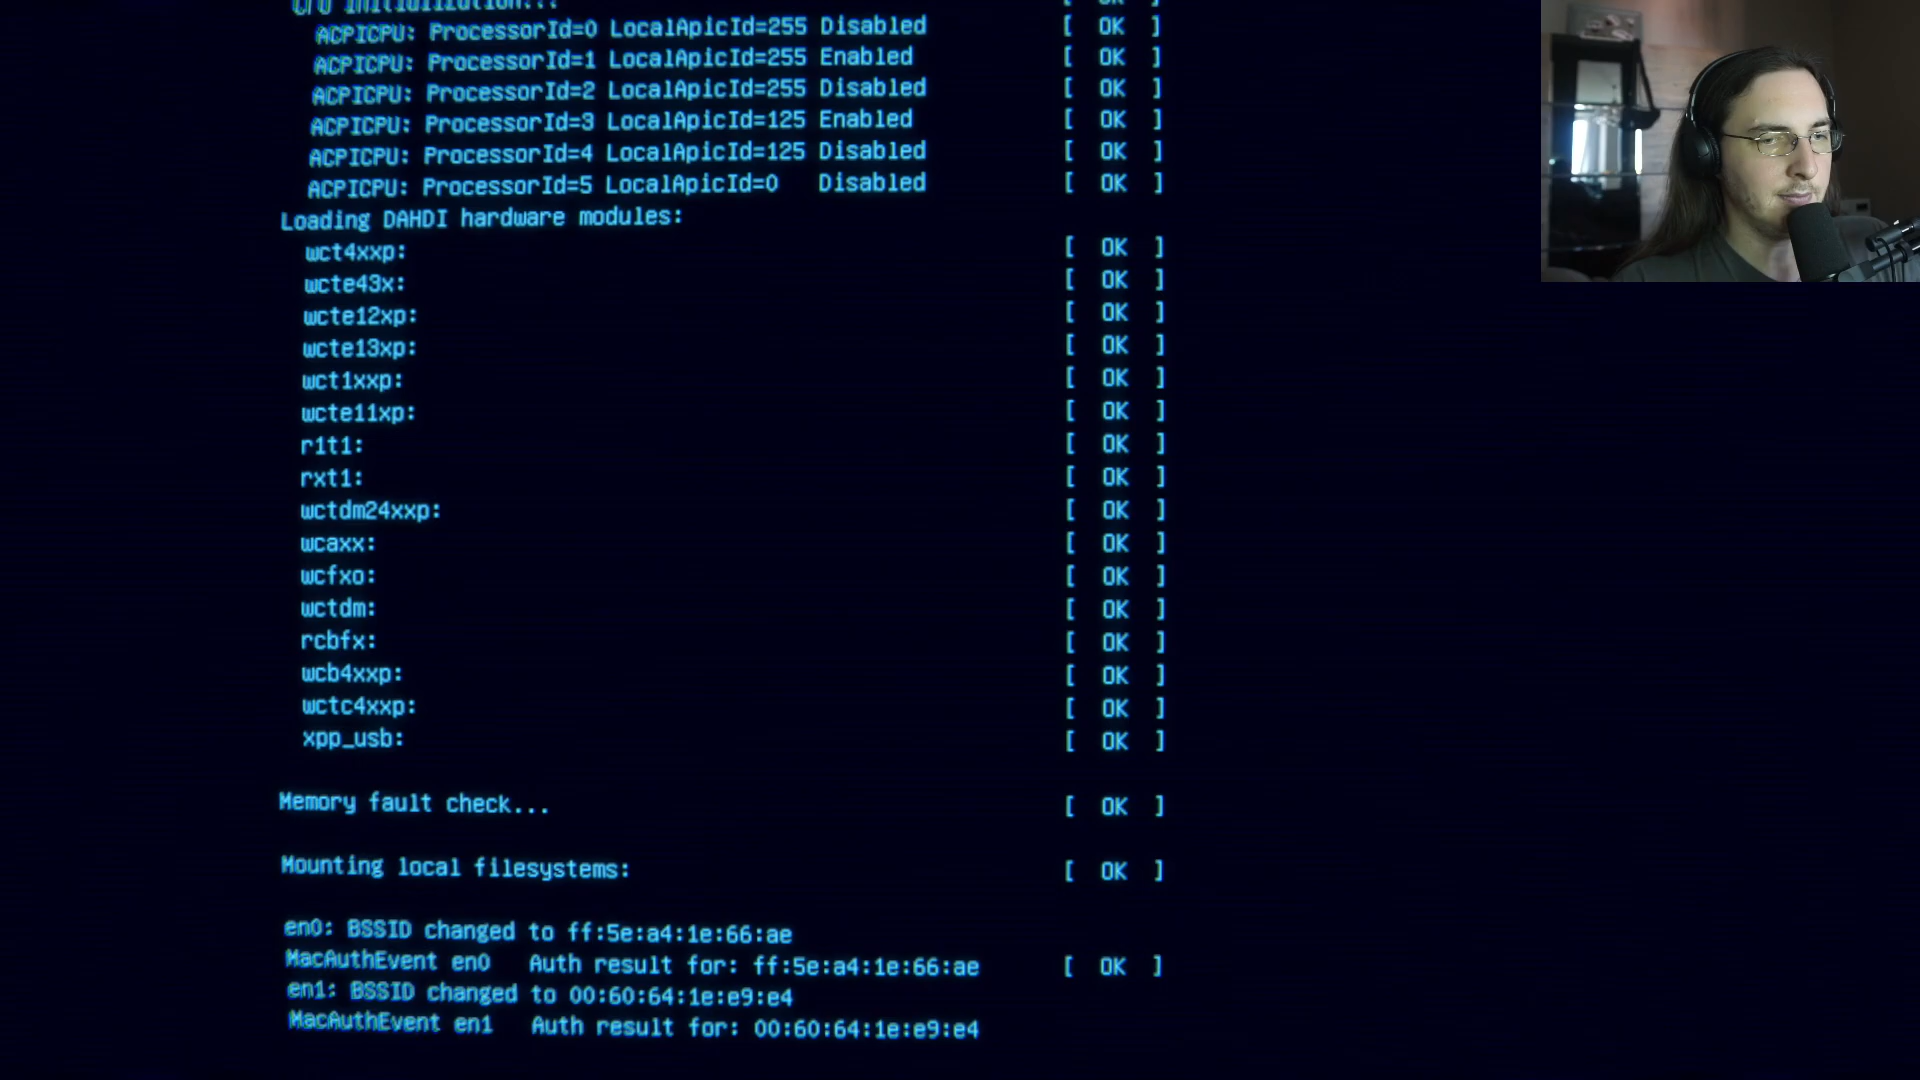 CPU Initialization... [ OK ]
ACPICPU: ProcessorId=0 LocalApicId=255 Disabled [ OK ]
ACPICPU: ProcessorId=1 LocalApicId=255 Enabled [ OK ]
ACPICPU: ProcessorId=2 LocalApicId=255 Disabled [ OK ]
ACPICPU: ProcessorId=3 LocalApicId=125 Enabled [ OK ]
ACPICPU: ProcessorId=4 LocalApicId=125 Disabled [ OK ]
ACPICPU: ProcessorId=5 LocalApicId=0 Disabled [ OK ]
Loading DAHDI hardware modules:
wct4xxp: [ OK ]
wcte43x: [ OK ]
wcte12xp: [ OK ]
wcte13xp: [ OK ]
wct1xxp: [ OK ]
wcte11xp: [ OK ]
r1t1: [ OK ]
rxt1: [ OK ]
wctdm24xxp: [ OK ]
wcaxx: [ OK ]
wcfxo: [ OK ]
wctdm: [ OK ]
rcbfx: [ OK ]
wcb4xxp: [ OK ]
wctc4xxp: [ OK ]
xpp_usb: [ OK ]
Memory fault check... [ OK ]
Mounting local filesystems: [ OK ]
en0: BSSID changed to ff:5e:a4:1e:66:ae
MacAuthEvent en0 Auth result for: ff:5e:a4:1e:66:ae [ OK ]
en1: BSSID changed to 00:60:64:1e:e9:e4
MacAuthEvent en1 Auth result for: 00:60:64:1e:e9:e4